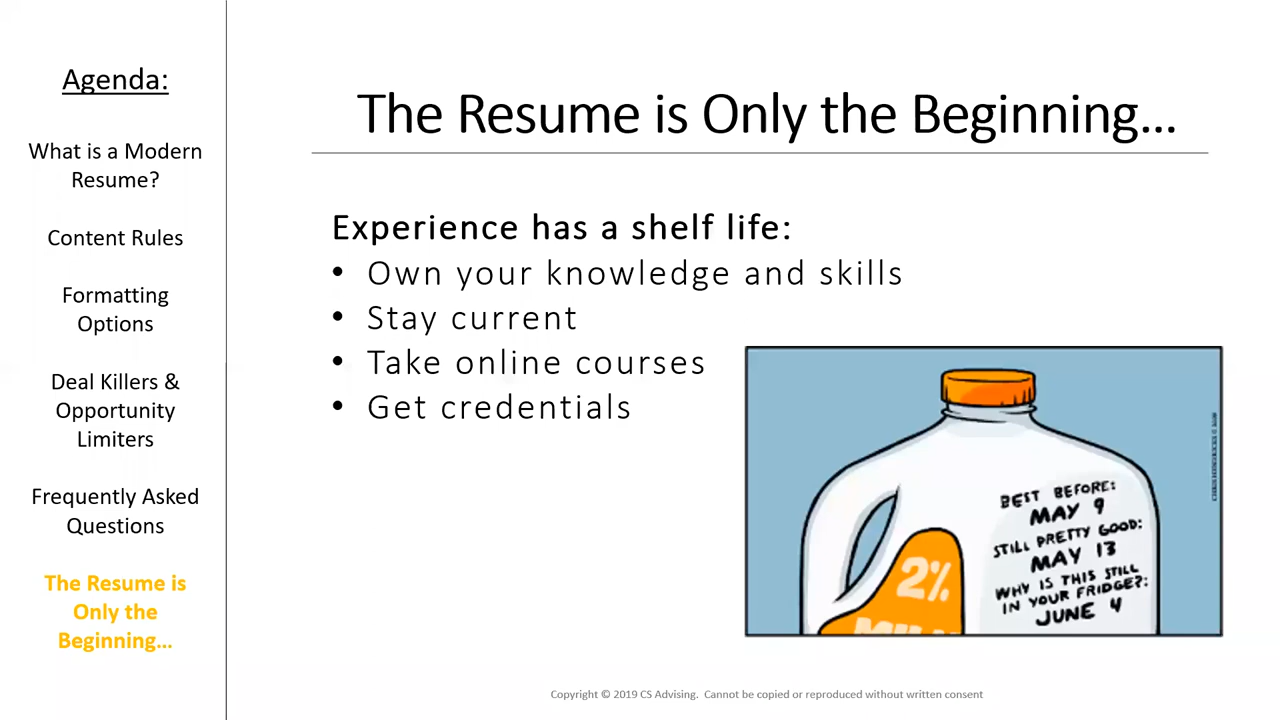 Agenda:
What is a Modern
Resume?
Content Rules
Formatting
Options
Deal Killers &
Opportunity
Limiters
Frequently Asked
Questions
The Resume is
Only the
Beginning...
The Resume is Only the Beginning...
Experience has a shelf life:
• Own your knowledge and skills
• Stay current
• Take online courses
• Get credentials
BEST BEFORE:
MAY 9
STILL PRETTY GOOD:
MAY 13
WHY IS THIS STILL
IN YOUR FRIDGE?:
JUNE 4
2%
Copyright © 2019 CS Advising. Cannot be copied or reproduced without written consent